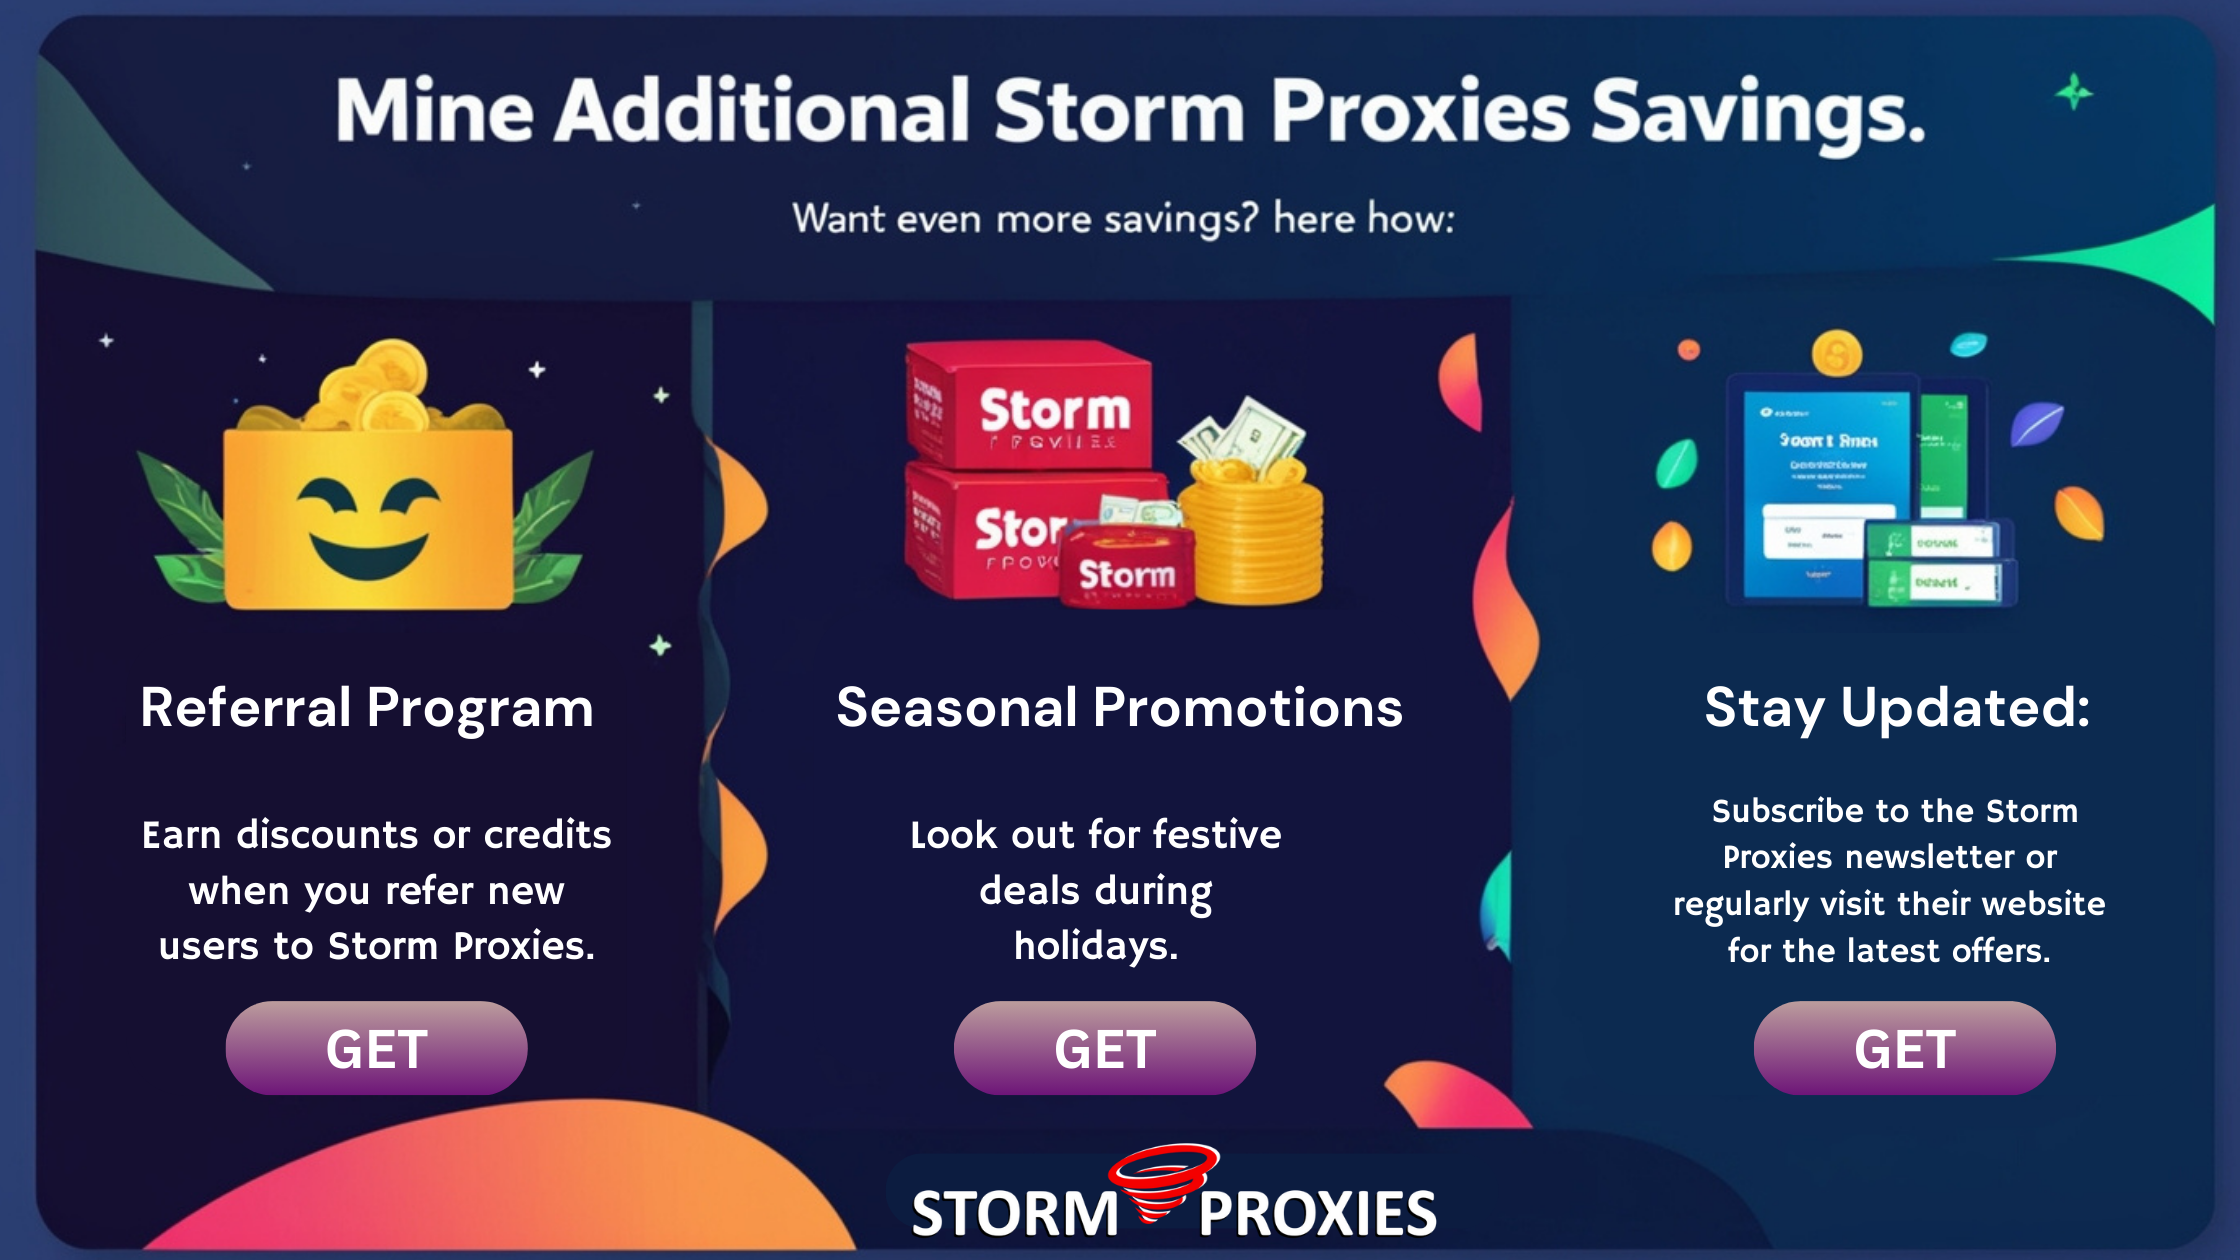 Mine Additional Storm Proxies Savings.
Want even more savings? here how:
Storm
Storm
Referral Program
Seasonal Promotions
Stay Updated:
Earn discounts or credits
when you refer new
users to Storm Proxies.
Look out for festive
deals during
holidays.
Subscribe to the Storm
Proxies newsletter or
regularly visit their website
for the latest offers.
GET
GET
GET
STORM PROXIES